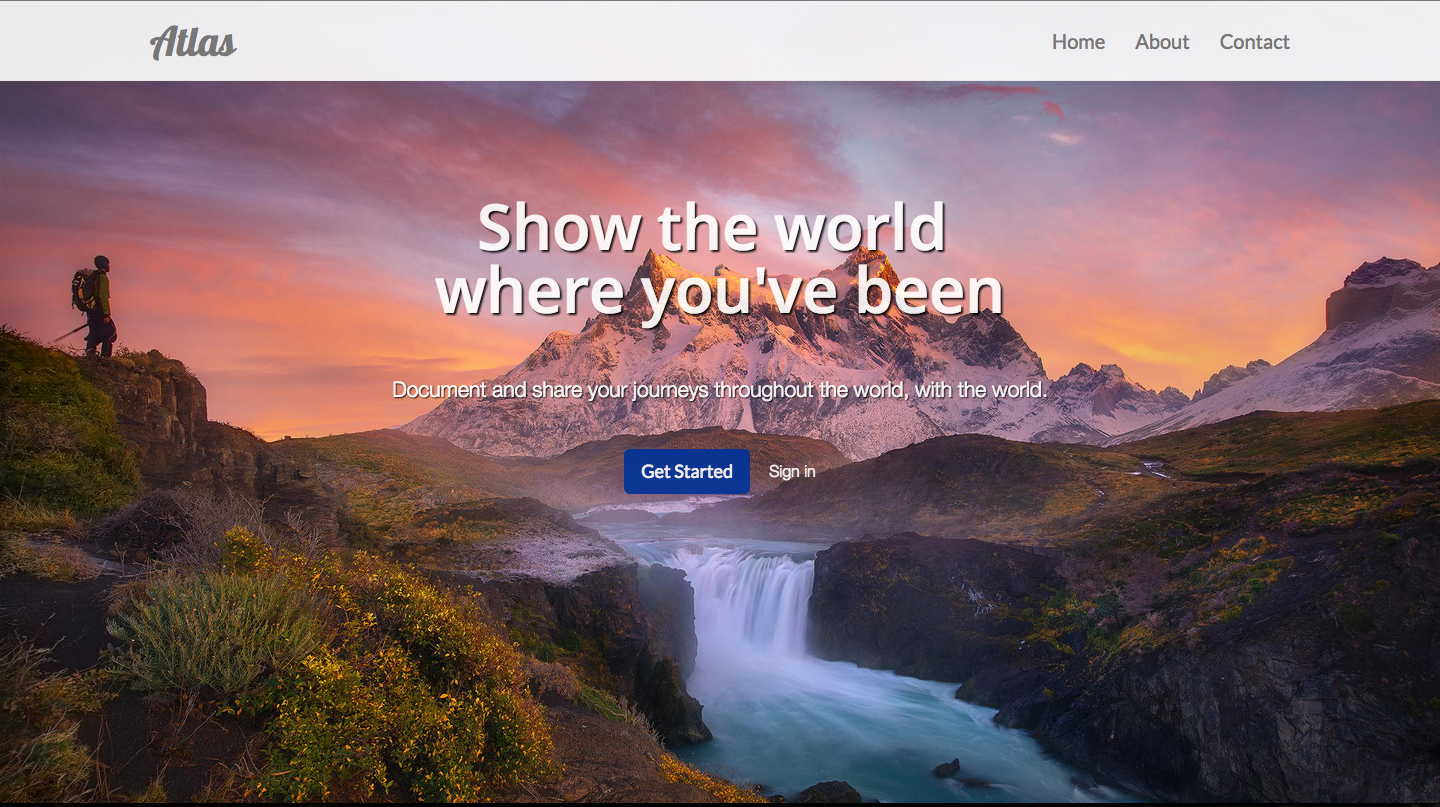 Atlas
Home About Contact
Show the world
where you've been
Document and share your journeys throughout the world, with the world.
Get Started Sign in